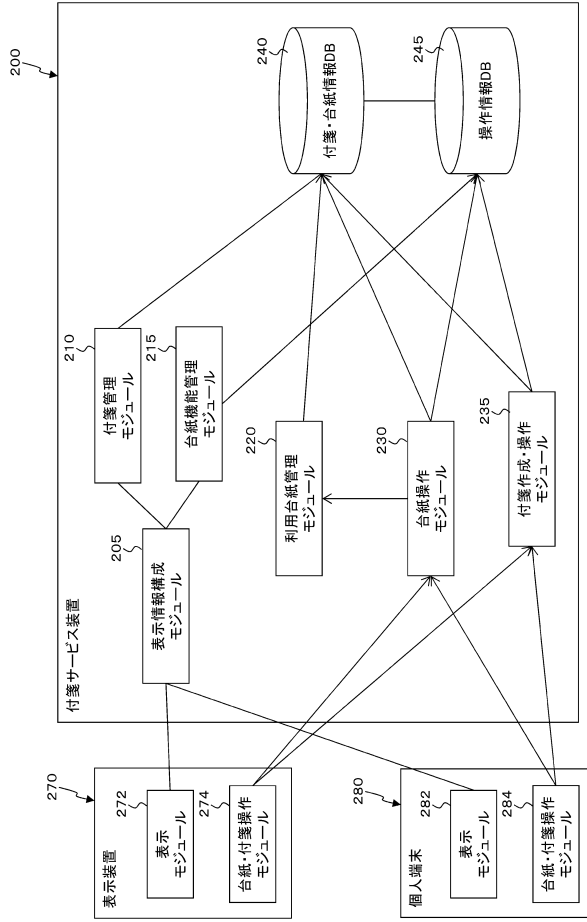 200
付箋サービス装置
205
表示情報構成
モジュール
210
付箋管理
モジュール
215
台紙機能管理
モジュール
220
利用台紙管理
モジュール
230
台紙操作
モジュール
235
付箋作成・操作
モジュール
240
付箋・台紙情報DB
245
操作情報DB
270
表示装置
272
表示
モジュール
274
台紙・付箋操作
モジュール
280
個人端末
282
表示
モジュール
284
台紙・付箋操作
モジュール